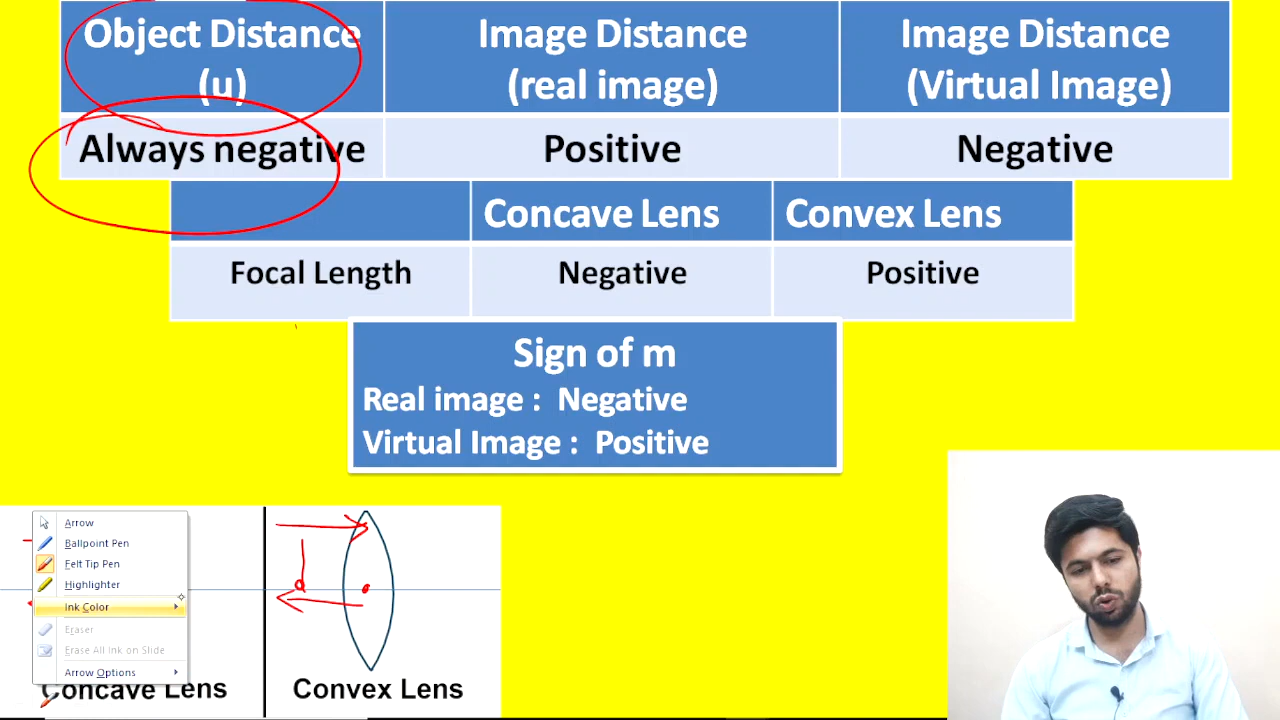 Object Distance
(u)
Image Distance
(real image)
Image Distance
(Virtual Image)
Always negative
Positive
Negative
Concave Lens
Convex Lens
Focal Length
Negative
Positive
Sign of m
Real image : Negative
Virtual Image : Positive
Arrow
Ballpoint Pen
Felt Tip Pen
Highlighter
Ink Color
Eraser
Erase All Ink on Slide
Arrow Options
Concave Lens
Convex Lens